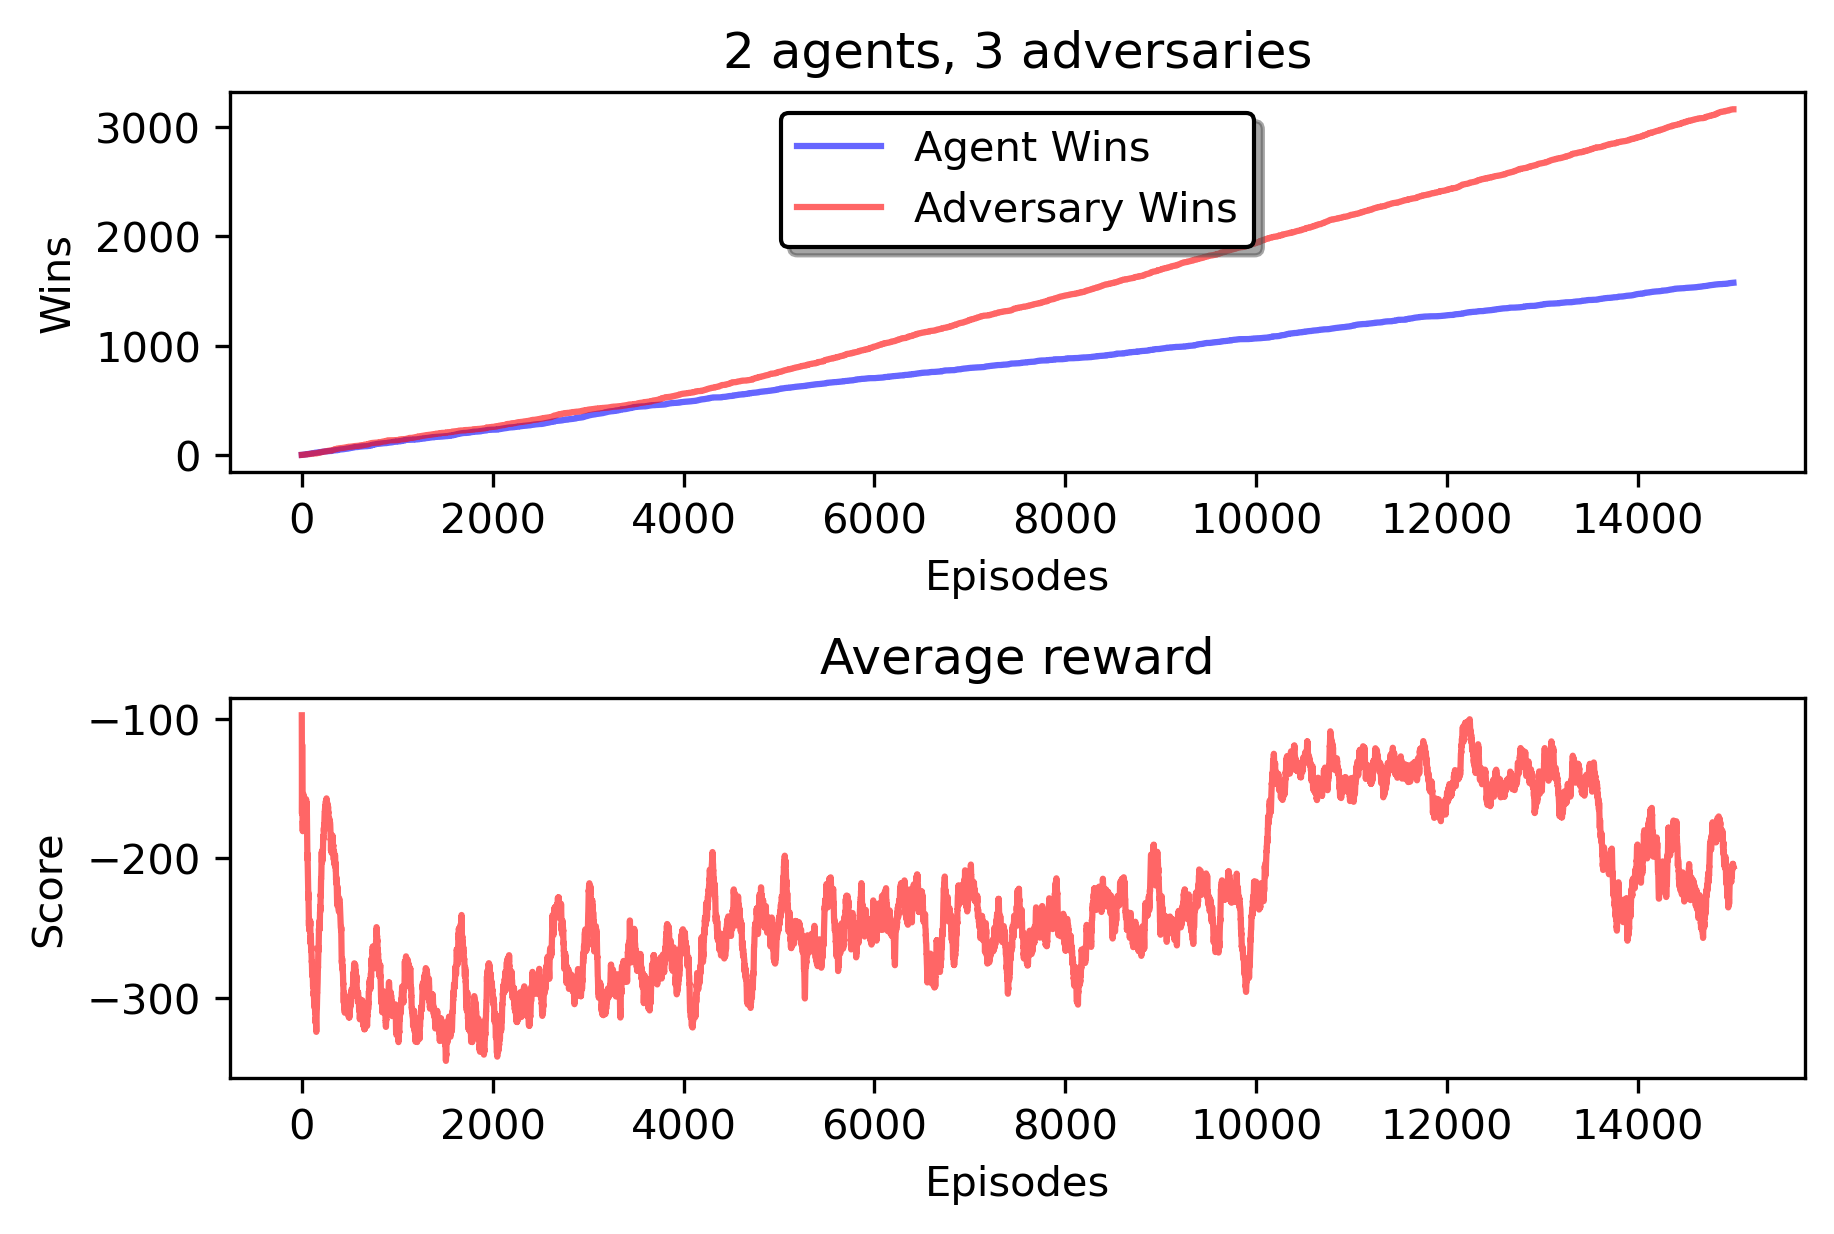 2 agents, 3 adversaries
3000
2000
1000
0
Wins
Agent Wins
Adversary Wins
0 2000 4000 6000 8000 10000 12000 14000
Episodes
Average reward
−100
−200
−300
Score
0 2000 4000 6000 8000 10000 12000 14000
Episodes